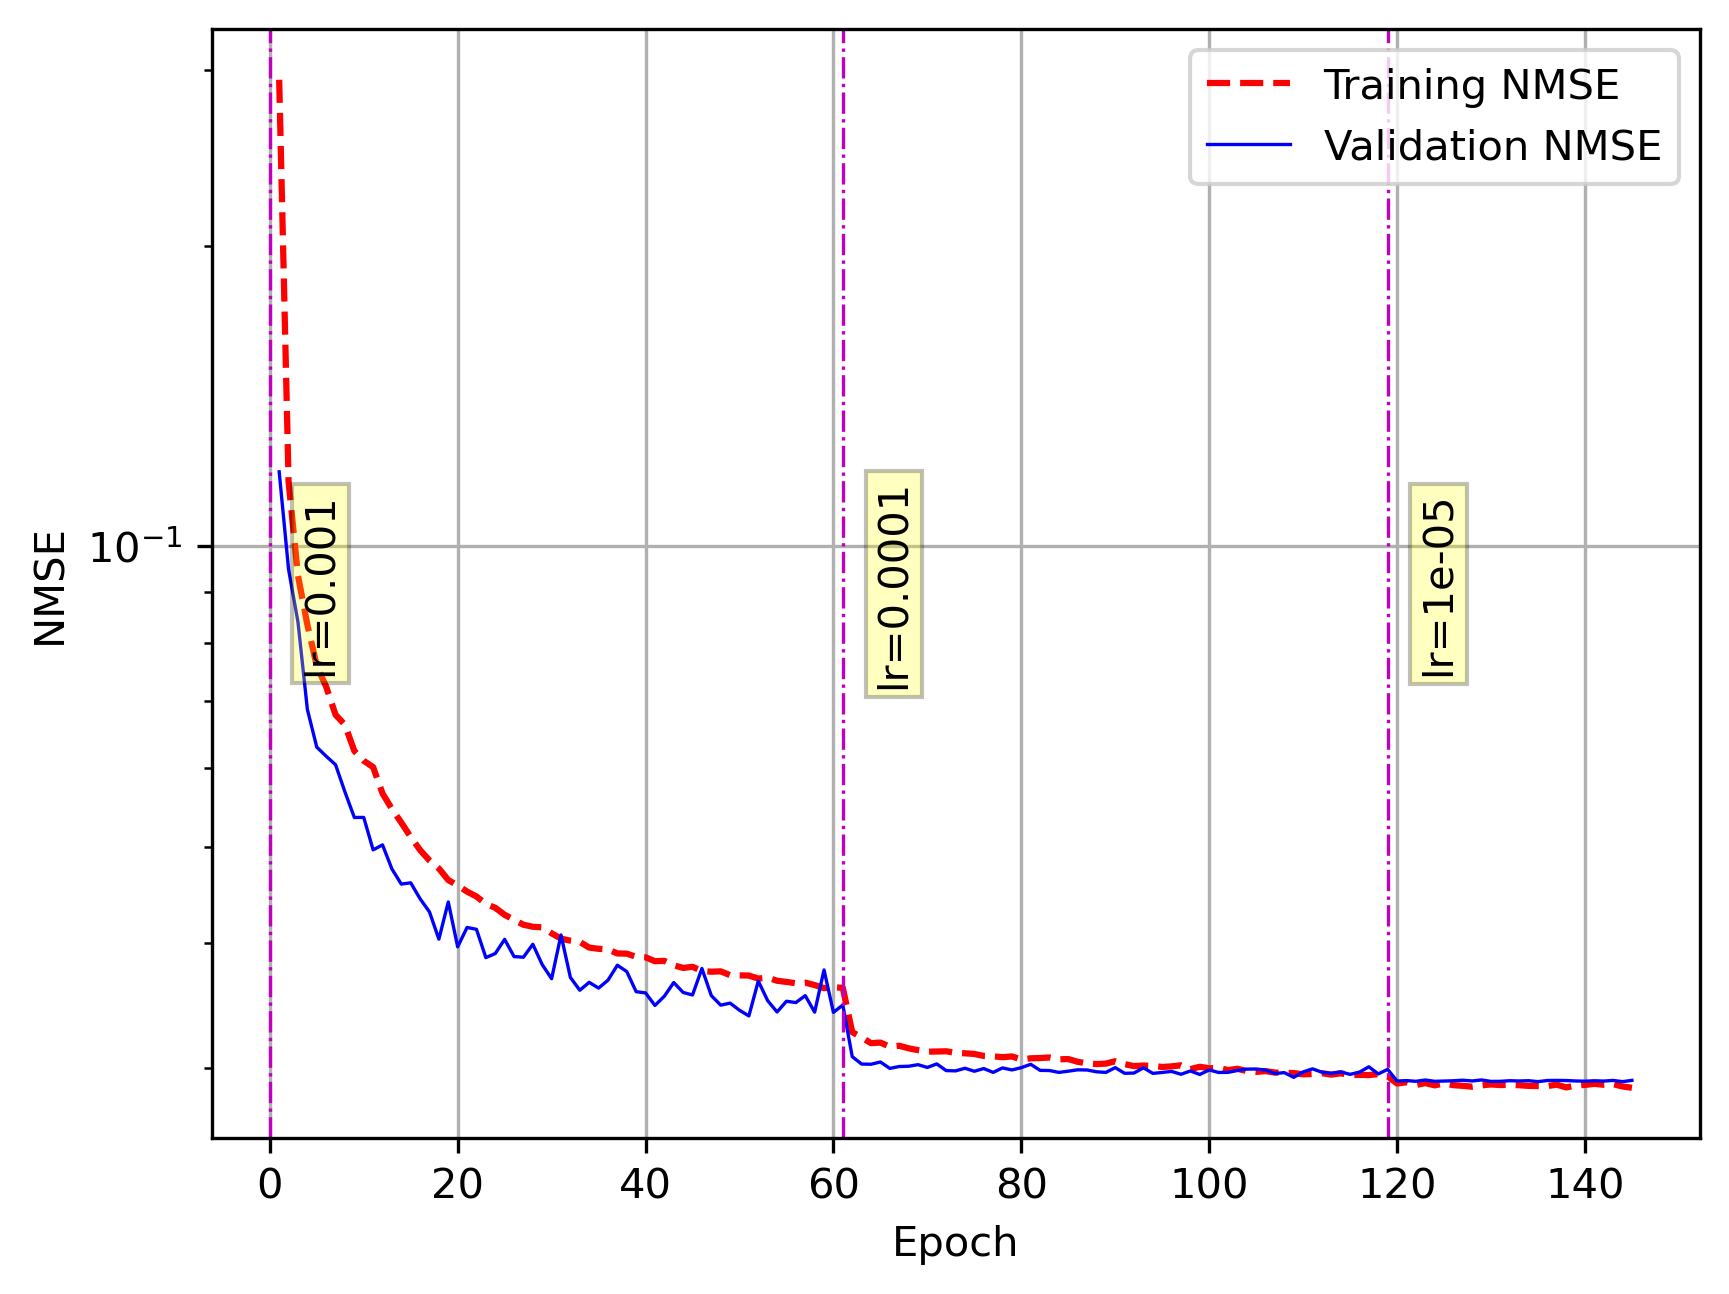 Training NMSE
Validation NMSE
NMSE
10⁻¹
lr=0.001
lr=0.0001
lr=1e-05
0 20 40 60 80 100 120 140
Epoch